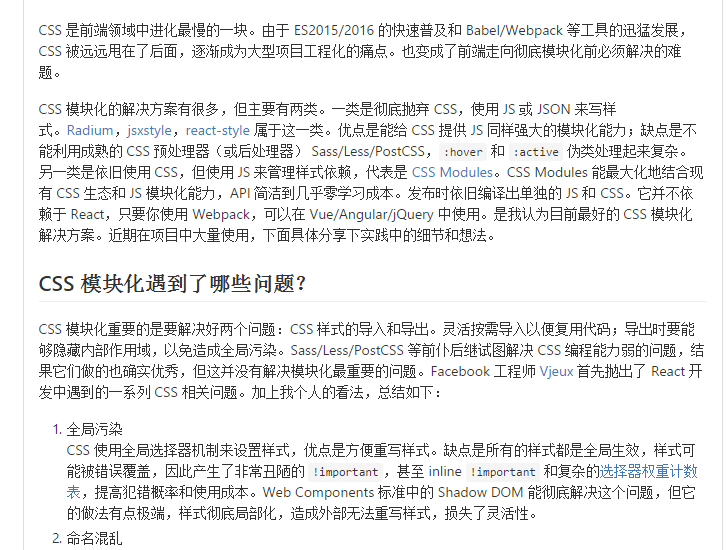 CSS 是前端领域中进化最慢的一块。由于 ES2015/2016 的快速普及和 Babel/Webpack 等工具的迅猛发展，
CSS 被远远甩在了后面，逐渐成为大型项目工程化的痛点。也变成了前端走向彻底模块化前必须解决的难
题。
CSS 模块化的解决方案有很多，但主要有两类。一类是彻底抛弃 CSS，使用 JS 或 JSON 来写样
式。Radium，jsxstyle，react-style 属于这一类。优点是能给 CSS 提供 JS 同样强大的模块化能力；缺点是不
能利用成熟的 CSS 预处理器（或后处理器） Sass/Less/PostCSS， :hover 和 :active 伪类处理起来复杂。
另一类是依旧使用 CSS，但使用 JS 来管理样式依赖，代表是 CSS Modules。CSS Modules 能最大化地结合现
有 CSS 生态和 JS 模块化能力，API 简洁到几乎零学习成本。发布时依旧编译出单独的 JS 和 CSS。它并不依
赖于 React，只要你使用 Webpack，可以在 Vue/Angular/jQuery 中使用。是我认为目前最好的 CSS 模块化
解决方案。近期在项目中大量使用，下面具体分享下实践中的细节和想法。
CSS 模块化遇到了哪些问题？
CSS 模块化重要的是要解决好两个问题：CSS 样式的导入和导出。灵活按需导入以便复用代码；导出时要能
够隐藏内部作用域，以免造成全局污染。Sass/Less/PostCSS 等前仆后继试图解决 CSS 编程能力弱的问题，结
果它们做的也确实优秀，但这并没有解决模块化最重要的问题。Facebook 工程师 Vjeux 首先抛出了 React 开
发中遇到的一系列 CSS 相关问题。加上我个人的看法，总结如下：
1. 全局污染
CSS 使用全局选择器机制来设置样式，优点是方便重写样式。缺点是所有的样式都是全局生效，样式可
能被错误覆盖，因此产生了非常丑陋的 !important ，甚至 inline !important 和复杂的选择器权重计数
表，提高犯错概率和使用成本。Web Components 标准中的 Shadow DOM 能彻底解决这个问题，但它
的做法有点极端，样式彻底局部化，造成外部无法重写样式，损失了灵活性。
2. 命名混乱